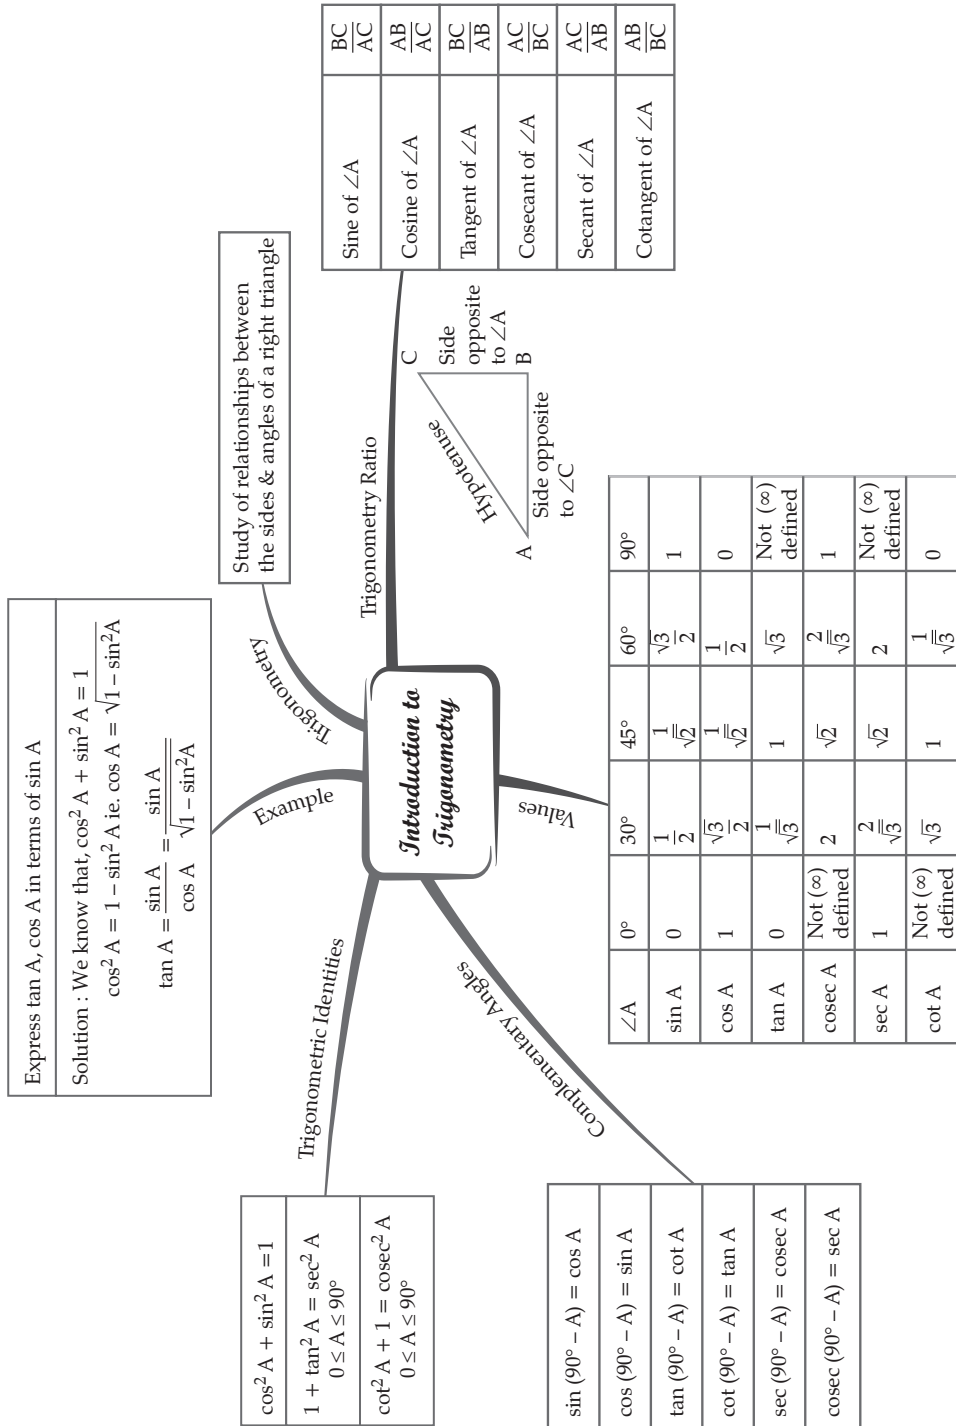 Express tan A, cos A in terms of sin A
Solution : We know that, cos² A + sin² A = 1
cos² A = 1 – sin² A ie. cos A = √(1 – sin²A)
tan A = sin A / cos A = sin A / √(1 – sin²A)
Example
Trigonometry
Study of relationships between
the sides & angles of a right triangle
Trigonometric Identities
cos² A + sin² A = 1
1 + tan² A = sec² A
0 ≤ A ≤ 90°
cot² A + 1 = cosec² A
0 ≤ A ≤ 90°
Introduction to
Trigonometry
Trigonometry Ratio
Sine of ∠A BC/AC
Cosine of ∠A AB/AC
Tangent of ∠A BC/AB
Cosecant of ∠A AC/BC
Secant of ∠A AC/AB
Cotangent of ∠A AB/BC
C
Side
opposite
to ∠A
B
Hypotenuse
A
Side opposite
to ∠C
Complementary Angles
sin (90° – A) = cos A
cos (90° – A) = sin A
tan (90° – A) = cot A
cot (90° – A) = tan A
sec (90° – A) = cosec A
cosec (90° – A) = sec A
Values
∠A 0° 30° 45° 60° 90°
sin A 0 1/2 1/√2 √3/2 1
cos A 1 √3/2 1/√2 1/2 0
tan A 0 1/√3 1 √3 Not (∞) defined
cosec A Not (∞) defined 2 √2 2/√3 1
sec A 1 2/√3 √2 2 Not (∞) defined
cot A Not (∞) defined √3 1 1/√3 0